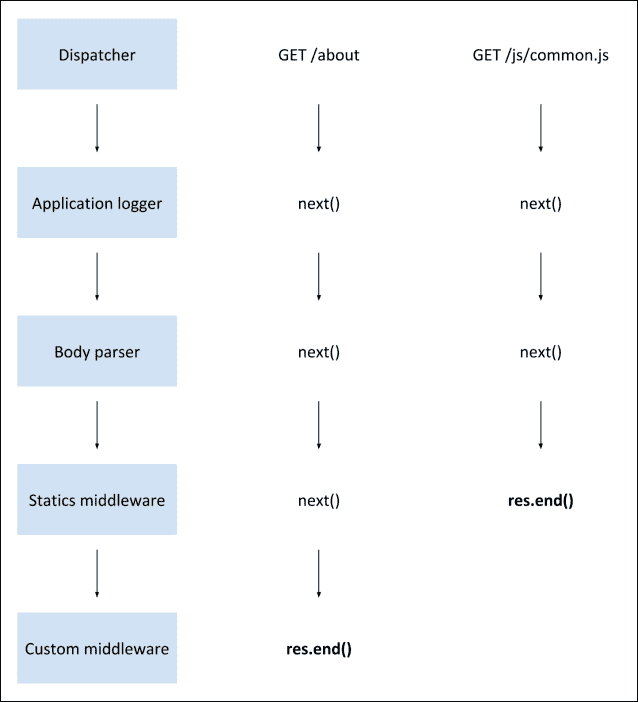 Dispatcher
GET /about
GET /js/common.js
Application logger
next()
next()
Body parser
next()
next()
Statics middleware
next()
res.end()
Custom middleware
res.end()